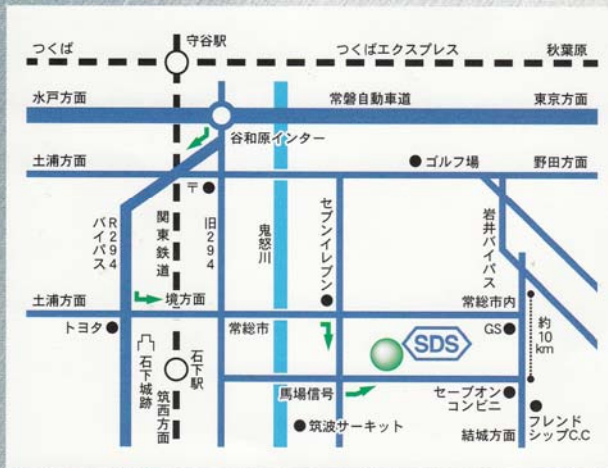 守谷駅
つくば
つくばエクスプレス
秋葉原
水戸方面
常磐自動車道
東京方面
谷和原インター
土浦方面
ゴルフ場
野田方面
〒
R294
バイパス
関東鉄道
旧294
鬼怒川
セブンイレブン
岩井バイパス
土浦方面
境方面
常総市内
トヨタ
常総市
GS
約10km
SDS
石下城跡
石下駅
筑西方面
馬場信号
セーブオン
コンビニ
筑波サーキット
結城方面
フレンド
シップC.C